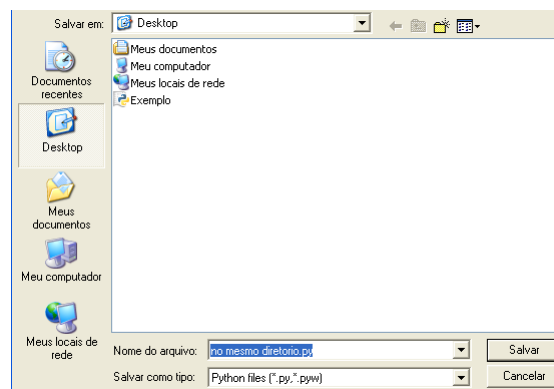 Salvar em: Desktop
Documentos
recentes
Desktop
Meus
documentos
Meu computador
Meus locais de
rede
Meus documentos
Meu computador
Meus locais de rede
Exemplo
Nome do arquivo: no mesmo diretorio.py Salvar
Salvar como tipo: Python files (*.py,*.pyw) Cancelar